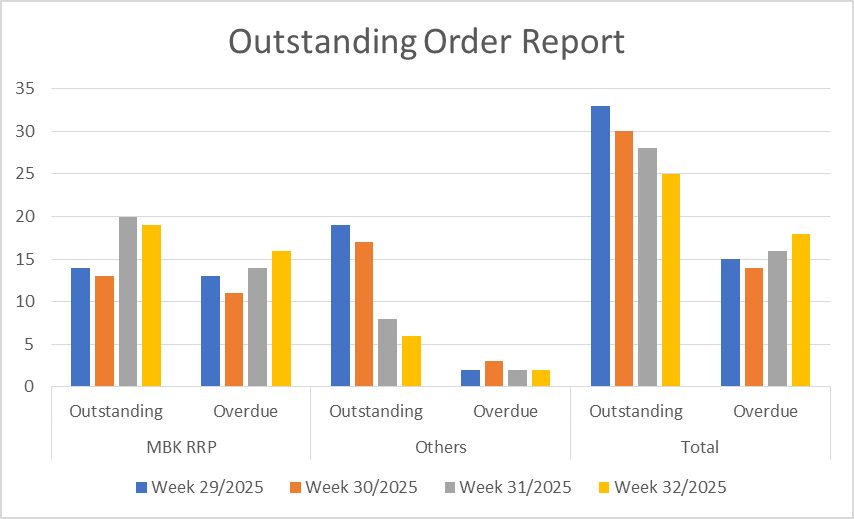 Outstanding Order Report
35
30
25
20
15
10
5
0
Outstanding Overdue Outstanding Overdue Outstanding Overdue
MBK RRP Others Total
Week 29/2025 Week 30/2025 Week 31/2025 Week 32/2025